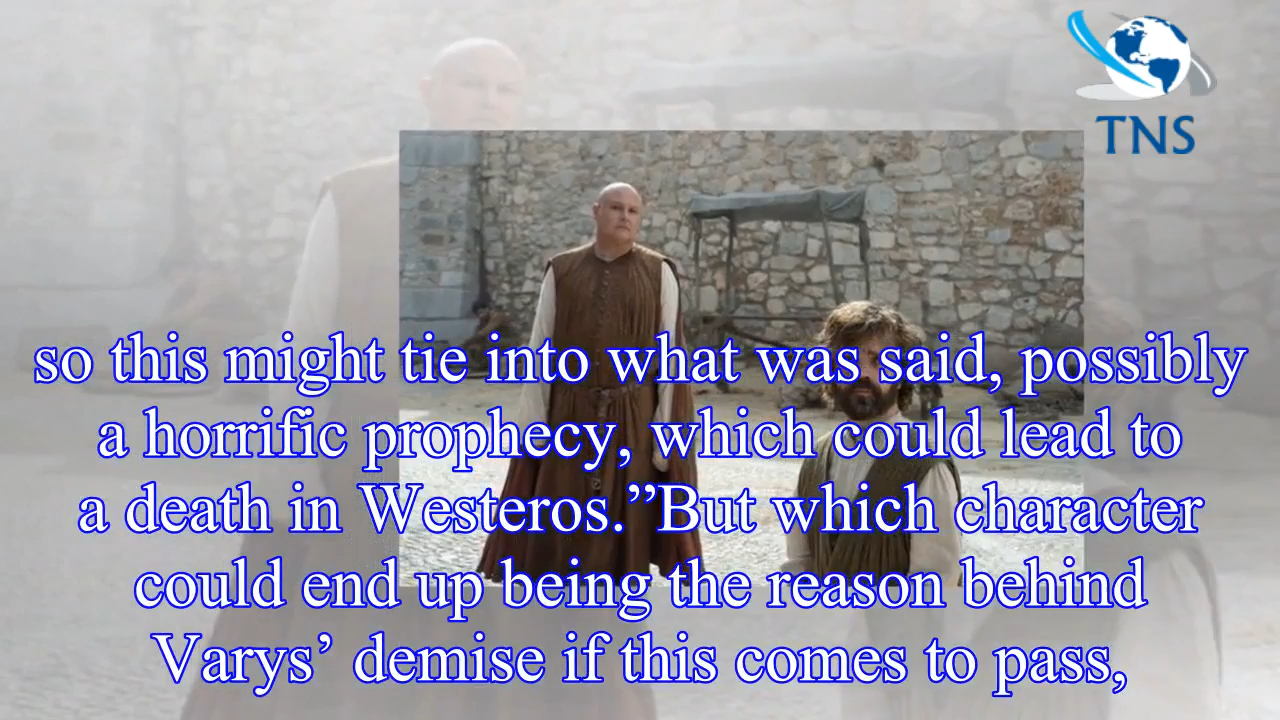 TNS
so this might tie into what was said, possibly
a horrific prophecy, which could lead to
a death in Westeros.”But which character
could end up being the reason behind
Varys’ demise if this comes to pass,